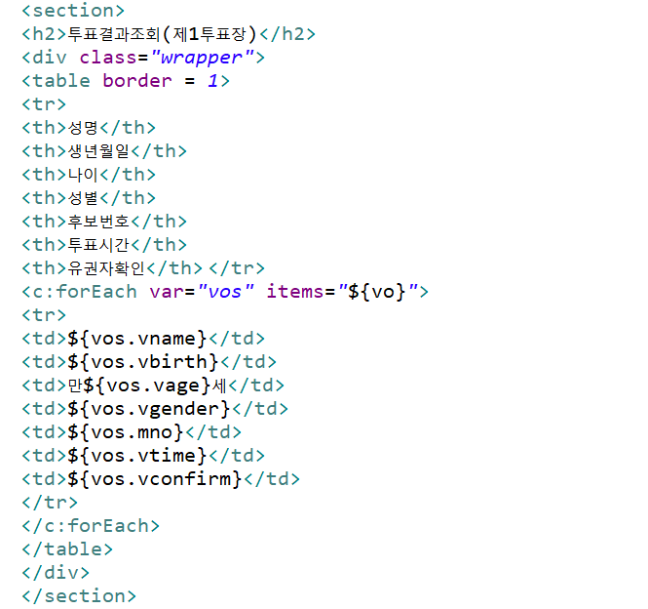 <section>
<h2>투표결과조회(제1투표장)</h2>
<div class="wrapper">
<table border = 1>
<tr>
<th>성명</th>
<th>생년월일</th>
<th>나이</th>
<th>성별</th>
<th>후보번호</th>
<th>투표시간</th>
<th>유권자확인</th></tr>
<c:forEach var="vos" items="${vo}">
<tr>
<td>${vos.vname}</td>
<td>${vos.vbirth}</td>
<td>만${vos.vage}세</td>
<td>${vos.vgender}</td>
<td>${vos.mno}</td>
<td>${vos.vtime}</td>
<td>${vos.vconfirm}</td>
</tr>
</c:forEach>
</table>
</div>
</section>